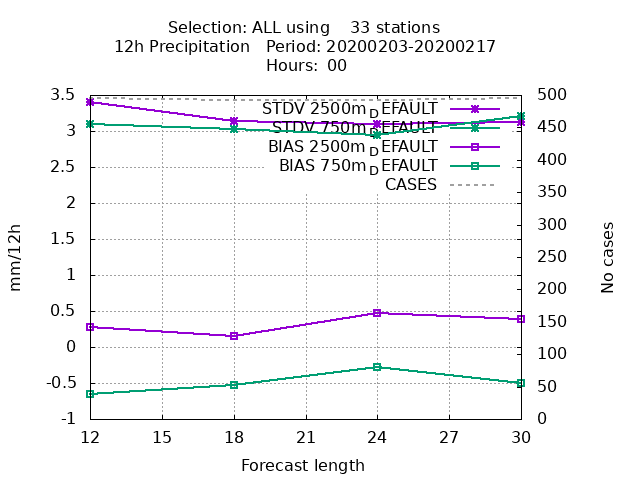 Selection: ALL using    33 stations
12h Precipitation   Period: 20200203-20200217
Hours:  00
3.5
3
2.5
2
1.5
1
0.5
0
-0.5
-1
mm/12h
STDV 2500m_DEFAULT
STDV 750m_DEFAULT
BIAS 2500m_DEFAULT
BIAS 750m_DEFAULT
CASES
500
450
400
350
300
250
200
150
100
50
0
No cases
12 15 18 21 24 27 30
Forecast length